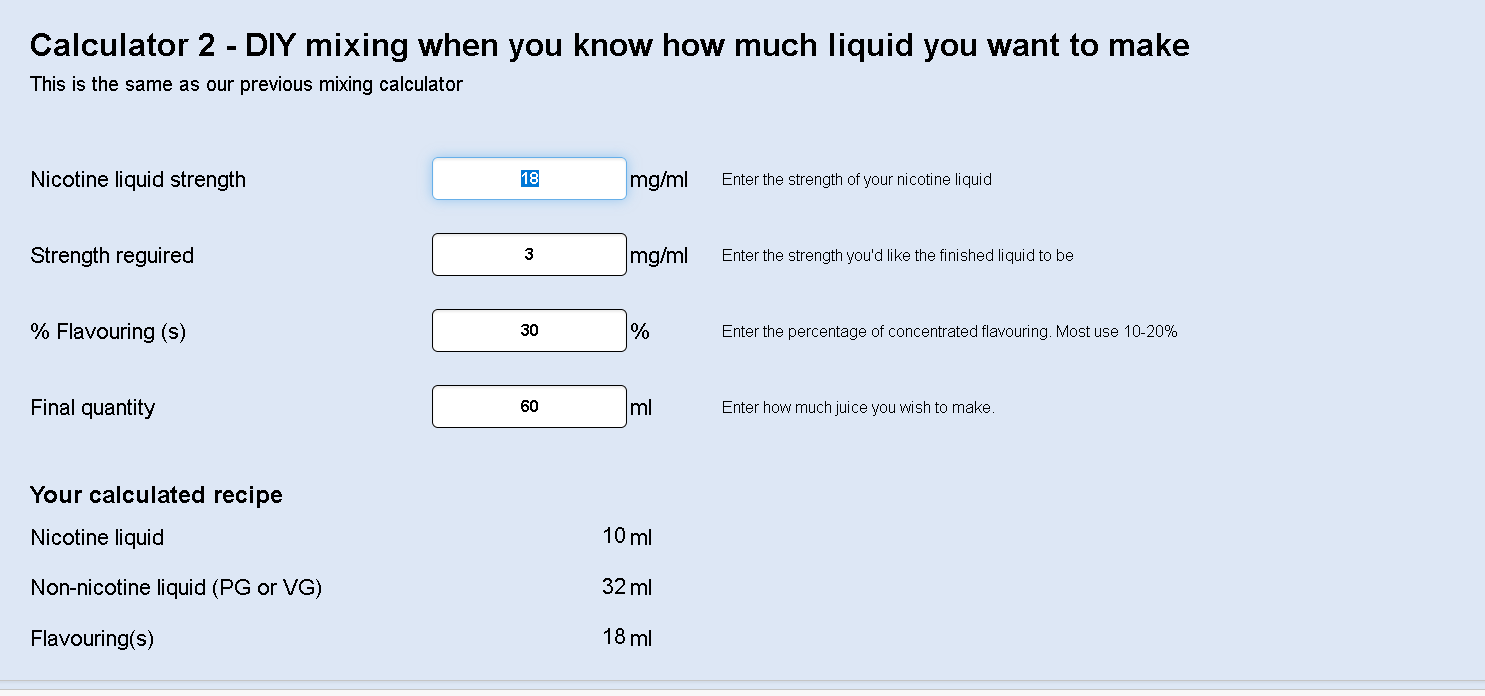 Calculator 2 - DIY mixing when you know how much liquid you want to make
This is the same as our previous mixing calculator
Nicotine liquid strength 18 mg/ml Enter the strength of your nicotine liquid
Strength reguired 3 mg/ml Enter the strength you'd like the finished liquid to be
% Flavouring (s) 30 % Enter the percentage of concentrated flavouring. Most use 10-20%
Final quantity 60 ml Enter how much juice you wish to make.
Your calculated recipe
Nicotine liquid 10 ml
Non-nicotine liquid (PG or VG) 32 ml
Flavouring(s) 18 ml